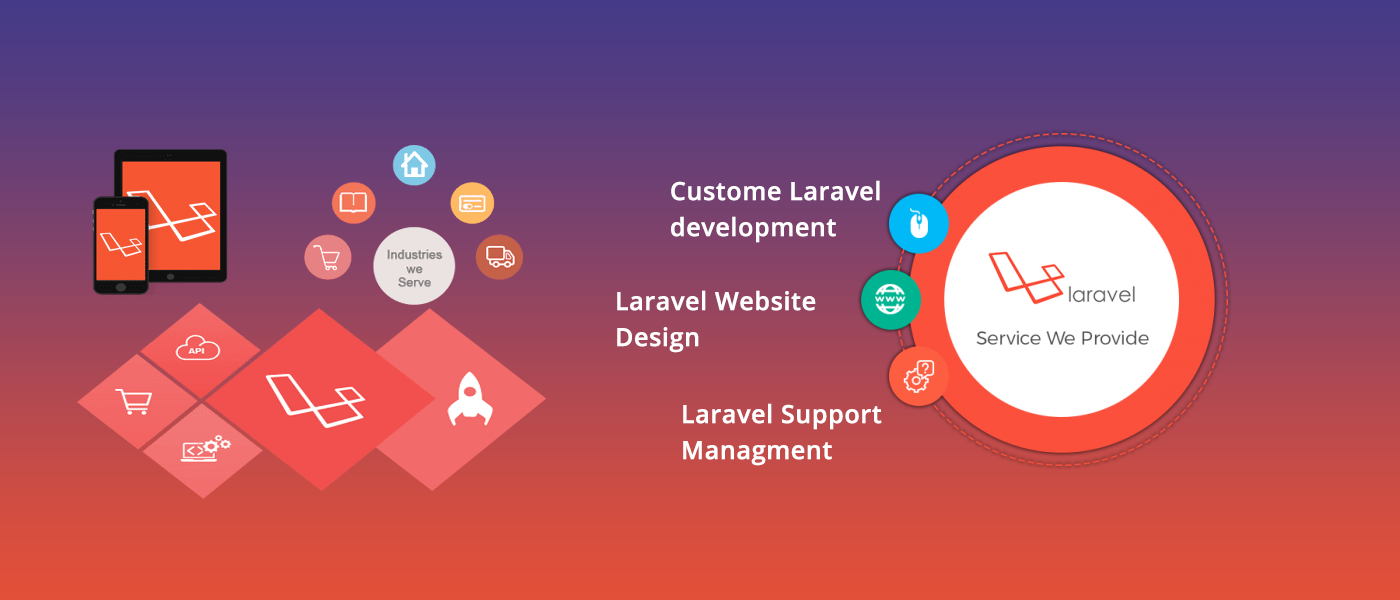 Industries
we
Serve
API
Custome Laravel
development
Laravel Website
Design
Laravel Support
Managment
www
laravel
Service We Provide